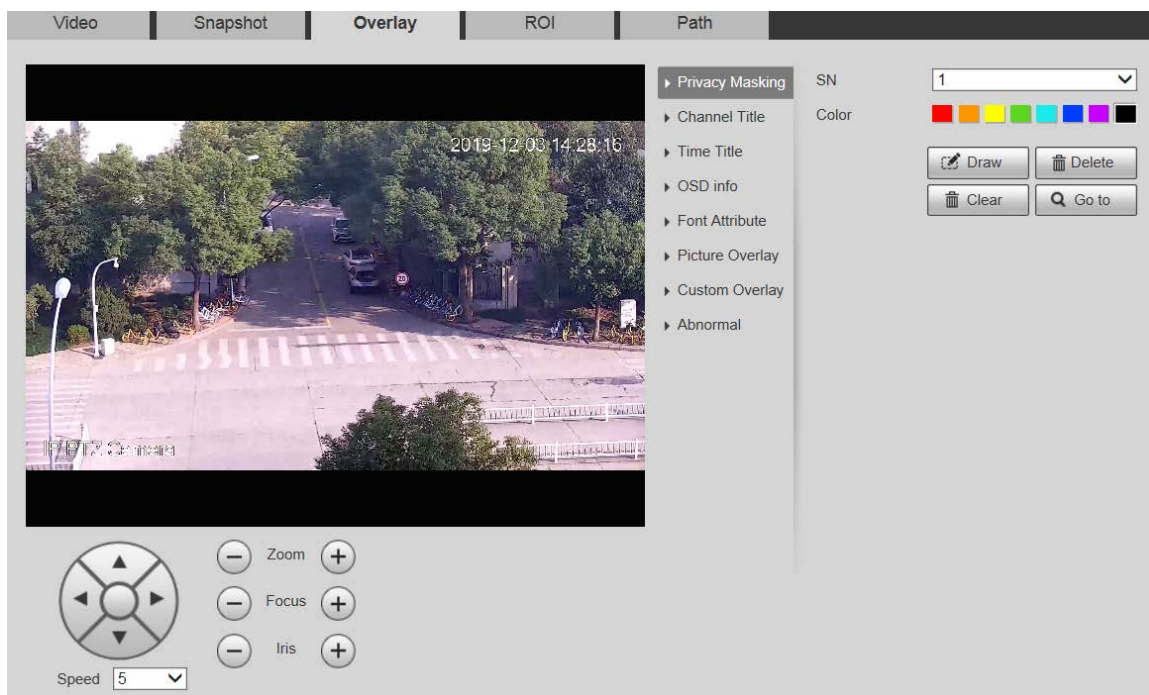 Video Snapshot Overlay ROI Path
2019-12-03 14:28:16
20
IP PTZ Camera
Privacy Masking
Channel Title
Time Title
OSD info
Font Attribute
Picture Overlay
Custom Overlay
Abnormal
SN 1
Color
Draw Delete
Clear Go to
Zoom
Focus
Iris
Speed 5